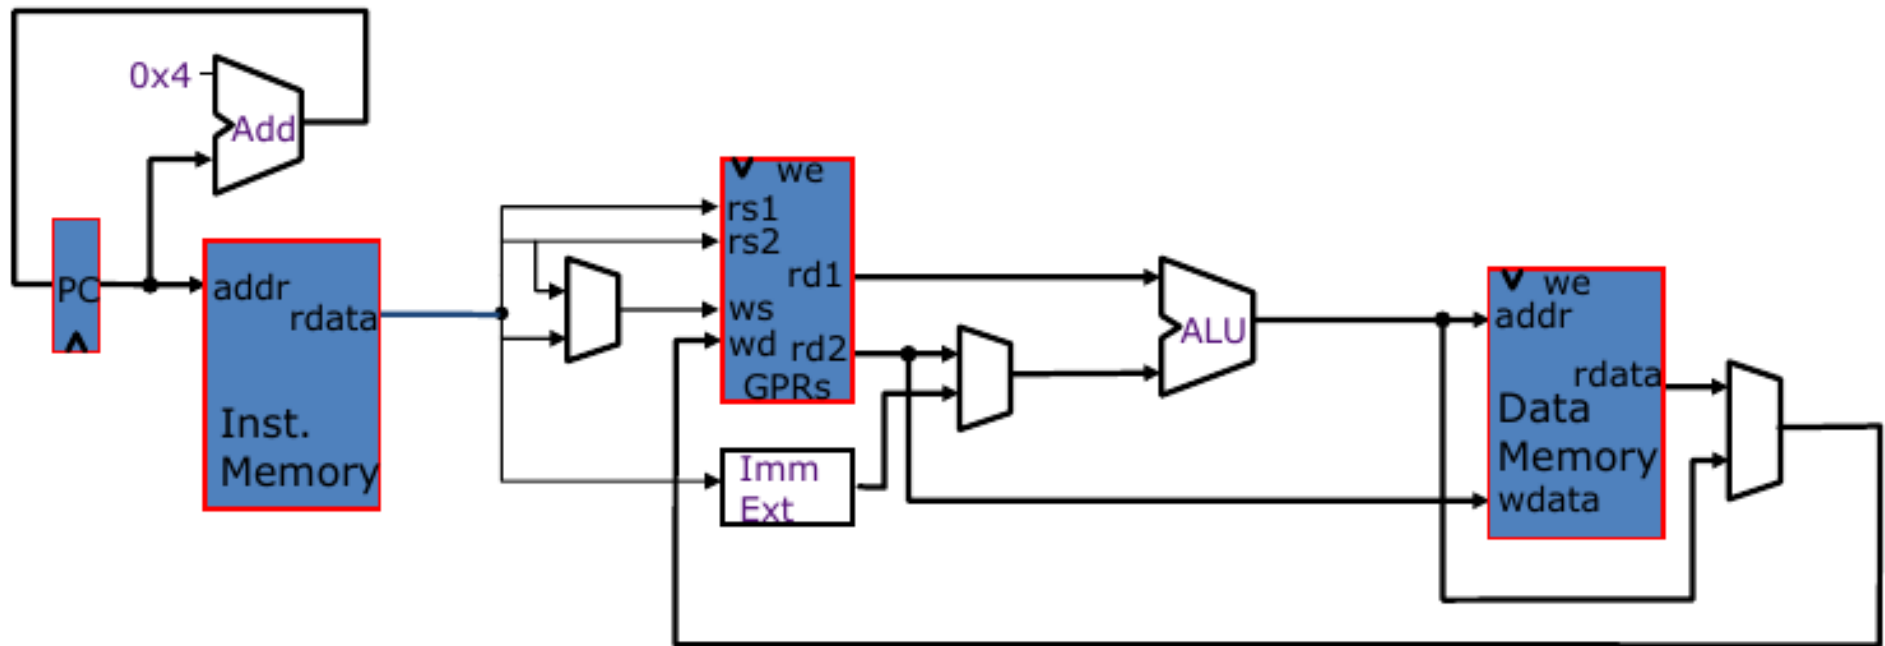 0x4
Add
PC
addr
rdata
Inst.
Memory
we
rs1
rs2
rd1
ws
wd rd2
GPRs
Imm
Ext
ALU
we
addr
rdata
Data
Memory
wdata